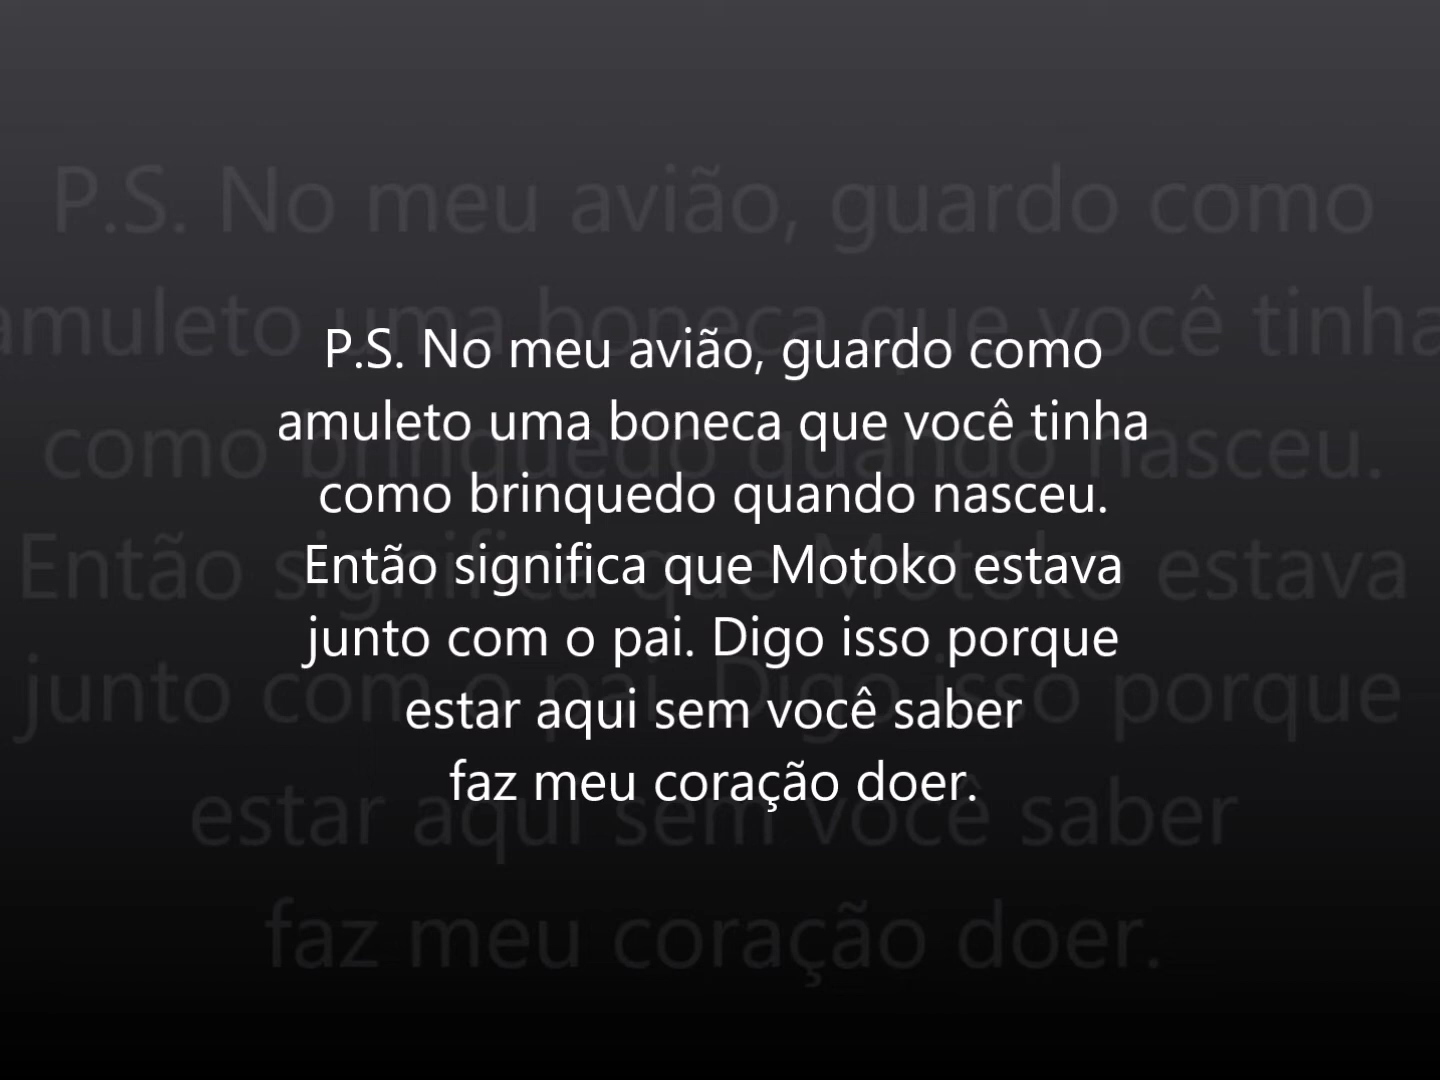 P.S. No meu avião, guardo como
amuleto uma boneca que você tinha
como brinquedo quando nasceu.
Então significa que Motoko estava
junto com o pai. Digo isso porque
estar aqui sem você saber
faz meu coração doer.